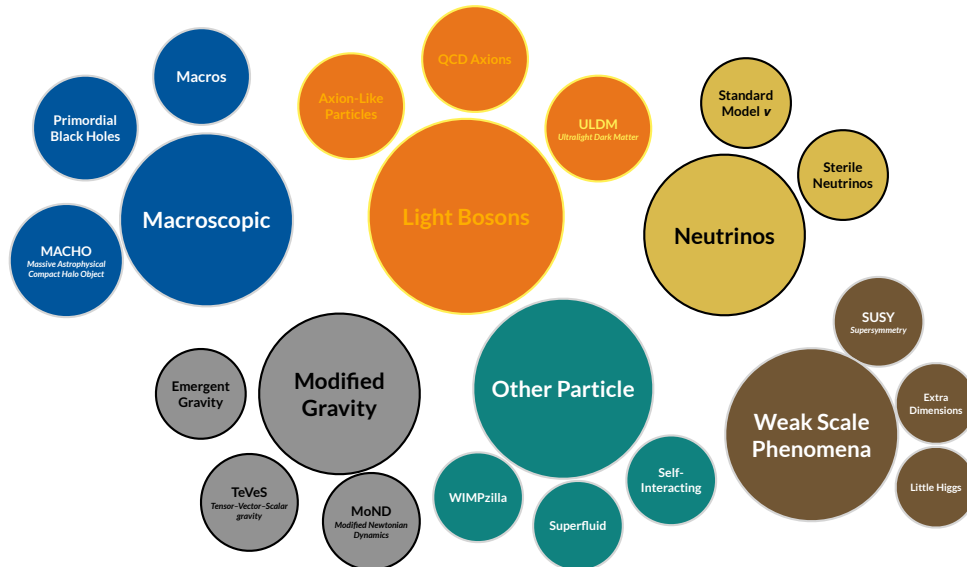 Macros
Primordial
Black Holes
Macroscopic
MACHO
Massive Astrophysical
Compact Halo Object
QCD Axions
Axion-Like
Particles
ULDM
Ultralight Dark Matter
Light Bosons
Standard
Model ν
Sterile
Neutrinos
Neutrinos
Modified
Gravity
Emergent
Gravity
TeVeS
Tensor-Vector-Scalar
gravity
MoND
Modified Newtonian
Dynamics
Other Particle
WIMPzilla
Superfluid
Self-
Interacting
SUSY
Supersymmetry
Weak Scale
Phenomena
Extra
Dimensions
Little Higgs